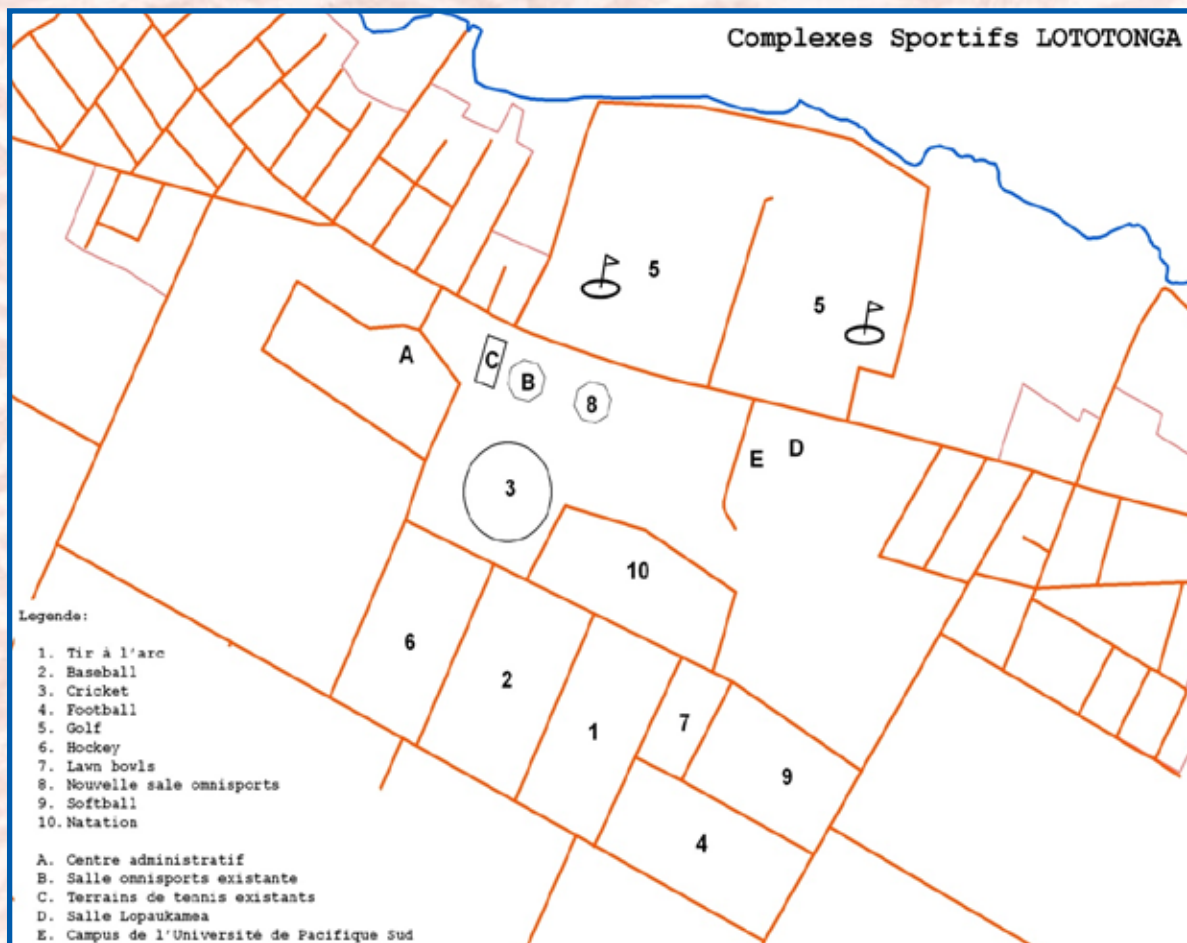 Complexes Sportifs LOTOTONGA
5
5
A
C
B
8
E
D
3
10
6
2
1
7
9
4
Legende:
1. Tir à l'arc
2. Baseball
3. Cricket
4. Football
5. Golf
6. Hockey
7. Lawn bowls
8. Nouvelle sale omnisports
9. Softball
10. Natation
A. Centre administratif
B. Salle omnisports existante
C. Terrains de tennis existants
D. Salle Lopaukamea
E. Campus de l'Université de Pacifique Sud